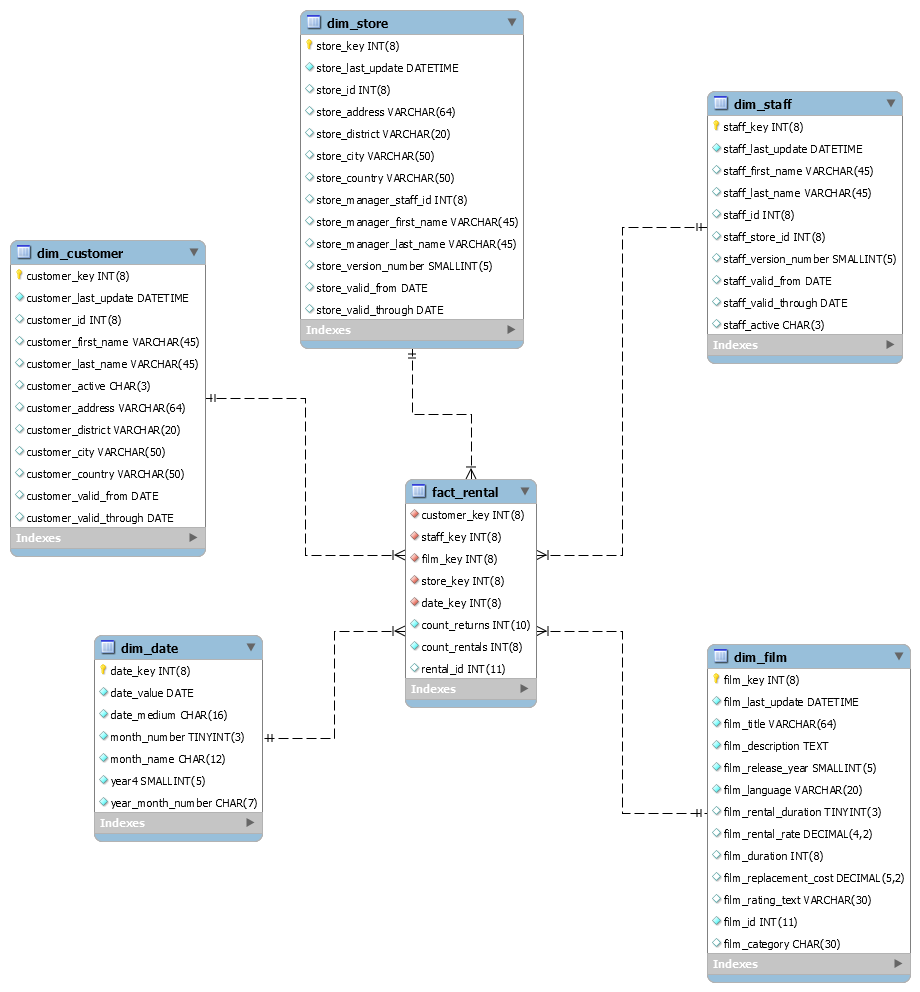 dim_store
store_key INT(8)
store_last_update DATETIME
store_id INT(8)
store_address VARCHAR(64)
store_district VARCHAR(20)
store_city VARCHAR(50)
store_country VARCHAR(50)
store_manager_staff_id INT(8)
store_manager_first_name VARCHAR(45)
store_manager_last_name VARCHAR(45)
store_version_number SMALLINT(5)
store_valid_from DATE
store_valid_through DATE
Indexes
dim_staff
staff_key INT(8)
staff_last_update DATETIME
staff_first_name VARCHAR(45)
staff_last_name VARCHAR(45)
staff_id INT(8)
staff_store_id INT(8)
staff_version_number SMALLINT(5)
staff_valid_from DATE
staff_valid_through DATE
staff_active CHAR(3)
Indexes
dim_customer
customer_key INT(8)
customer_last_update DATETIME
customer_id INT(8)
customer_first_name VARCHAR(45)
customer_last_name VARCHAR(45)
customer_active CHAR(3)
customer_address VARCHAR(64)
customer_district VARCHAR(20)
customer_city VARCHAR(50)
customer_country VARCHAR(50)
customer_valid_from DATE
customer_valid_through DATE
Indexes
fact_rental
customer_key INT(8)
staff_key INT(8)
film_key INT(8)
store_key INT(8)
date_key INT(8)
count_returns INT(10)
count_rentals INT(8)
rental_id INT(11)
Indexes
dim_date
date_key INT(8)
date_value DATE
date_medium CHAR(16)
month_number TINYINT(3)
month_name CHAR(12)
year4 SMALLINT(5)
year_month_number CHAR(7)
Indexes
dim_film
film_key INT(8)
film_last_update DATETIME
film_title VARCHAR(64)
film_description TEXT
film_release_year SMALLINT(5)
film_language VARCHAR(20)
film_rental_duration TINYINT(3)
film_rental_rate DECIMAL(4,2)
film_duration INT(8)
film_replacement_cost DECIMAL(5,2)
film_rating_text VARCHAR(30)
film_id INT(11)
film_category CHAR(30)
Indexes